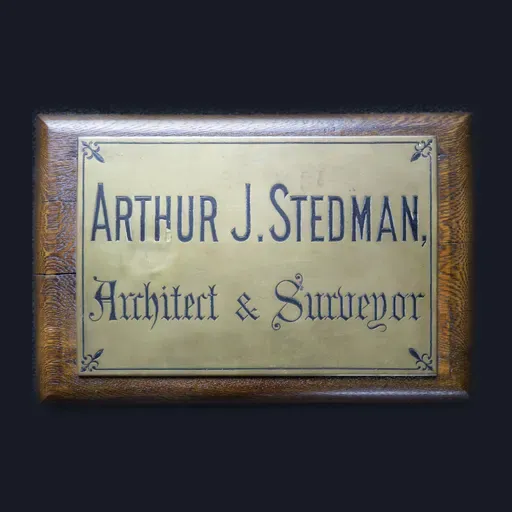 Arthur J. Stedman,
Architect & Surveyor